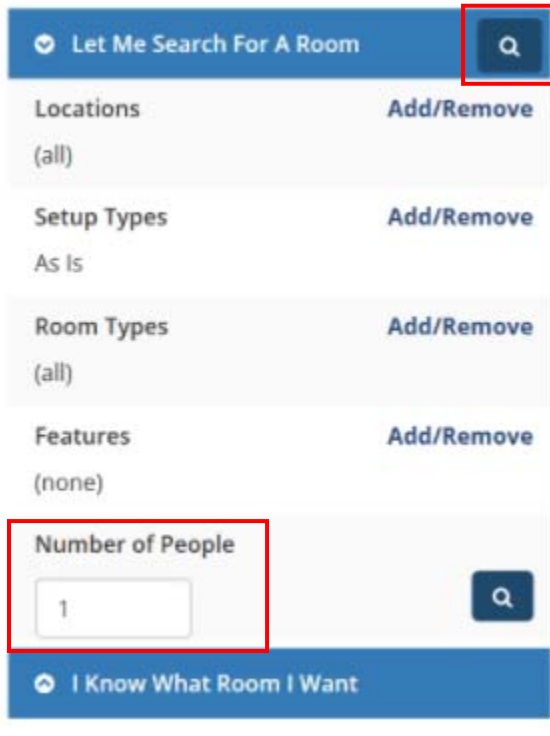 Let Me Search For A Room
Locations Add/Remove
(all)
Setup Types Add/Remove
As Is
Room Types Add/Remove
(all)
Features Add/Remove
(none)
Number of People
1
I Know What Room I Want